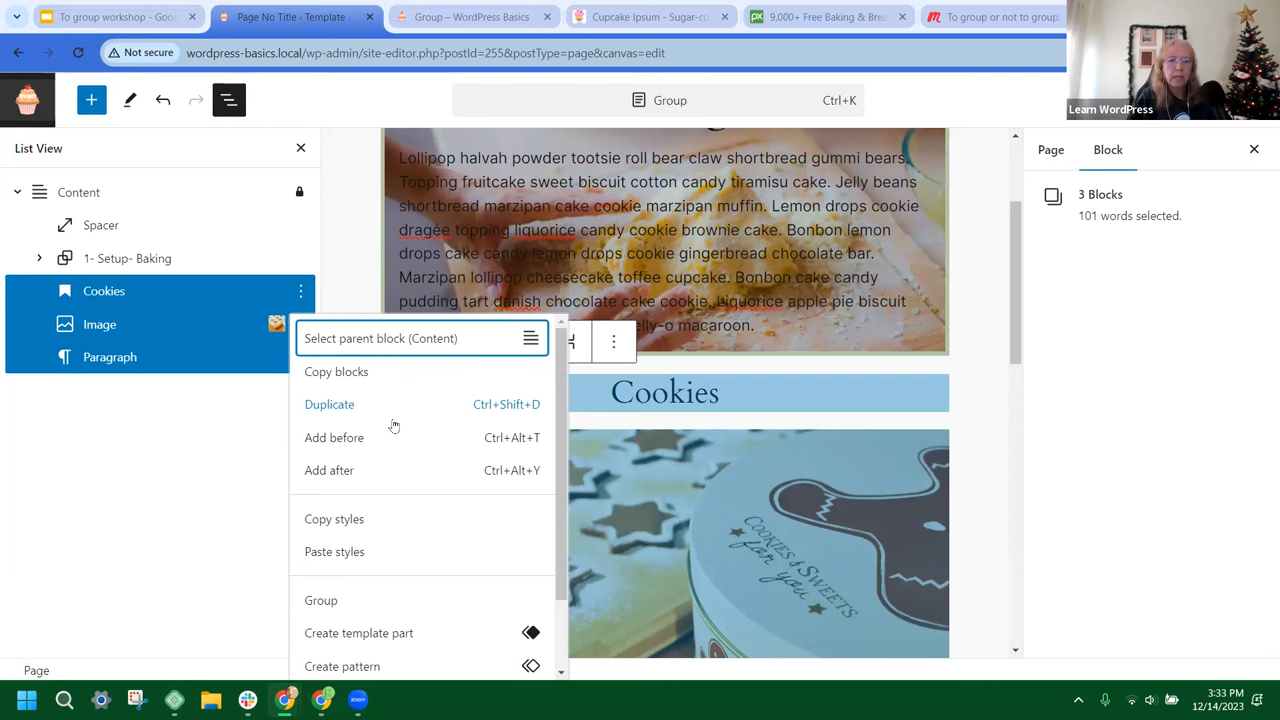 To group workshop - Goo
Page No Title · Template ·
Group – WordPress Basics
Cupcake Ipsum - Sugar-co
9,000+ Free Baking & Brea
To group or not to group:
Not secure
wordpress-basics.local/wp-admin/site-editor.php?postId=255&postType=page&canvas=edit
Learn WordPress
Group
Ctrl+K
List View
Content
Spacer
1- Setup- Baking
Cookies
Image
Paragraph
Select parent block (Content)
Copy blocks
Duplicate Ctrl+Shift+D
Add before Ctrl+Alt+T
Add after Ctrl+Alt+Y
Copy styles
Paste styles
Group
Create template part
Create pattern
Lollipop halvah powder tootsie roll bear claw shortbread gummi bears.
Topping fruitcake sweet biscuit cotton candy tiramisu cake. Jelly beans
shortbread marzipan cake cookie marzipan muffin. Lemon drops cookie
dragée topping liquorice candy cookie brownie cake. Bonbon lemon
drops cake candy lemon drops cookie gingerbread chocolate bar.
Marzipan lollipop cheesecake toffee cupcake. Bonbon cake candy
pudding tart danish chocolate cake cookie. Liquorice apple pie biscuit
elly-o macaroon.
Cookies
COOKIES & SWEETS
for you
Page
Block
3 Blocks
101 words selected.
Page
3:33 PM
12/14/2023